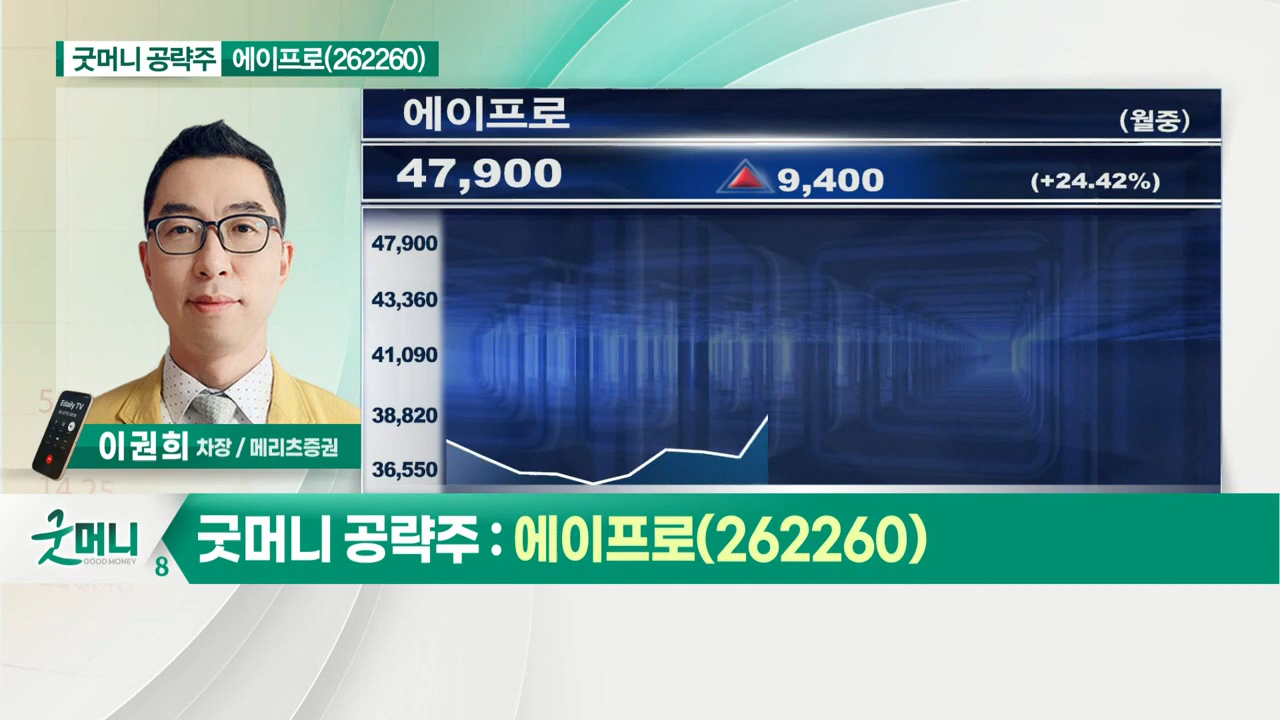 굿머니 공략주 에이프로(262260)
에이프로 (월중)
47,900 9,400 (+24.42%)
47,900
43,360
41,090
38,820
36,550
Edaily TV
이권희 차장 / 메리츠증권
14.25
굿머니
GOOD MONEY
8
굿머니 공략주 : 에이프로(262260)